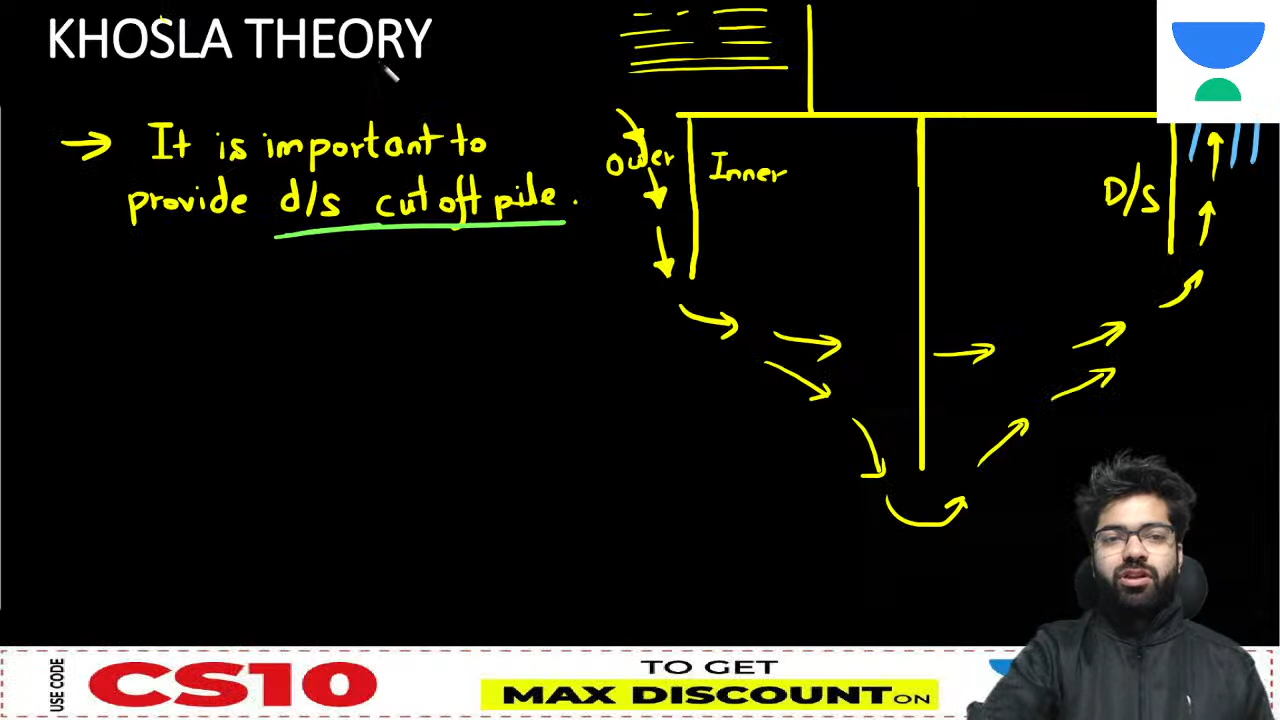 KHOSLA THEORY
→ It is important to
provide d/s cutoff pile.
Outer
Inner
D/s
USE CODE
CS10
TO GET
MAX DISCOUNT ON